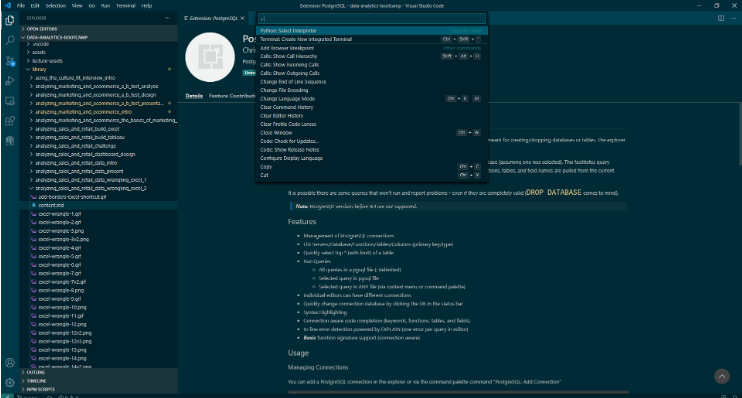 File Edit Selection View Go Run Terminal Help
Extension: PostgreSQL - data-analytics-bootcamp - Visual Studio Code
EXPLORER
OPEN EDITORS
DATA-ANALYTICS-BOOTCAMP
.vscode
assets
lecture-assets
library
acing_the_culture_fit_interview_intro
analyzing_marketing_and_ecommerce_a_b_test_analysis
analyzing_marketing_and_ecommerce_a_b_test_design
analyzing_marketing_and_ecommerce_a_b_test_presenta...
analyzing_marketing_and_ecommerce_intro
analyzing_marketing_and_ecommerce_the_basics_of_marketing_
analyzing_sales_and_retail_build_excel
analyzing_sales_and_retail_build_tableau
analyzing_sales_and_retail_challenge
analyzing_sales_and_retail_dashboard_design
analyzing_sales_and_retail_data_intro
analyzing_sales_and_retail_data_present
analyzing_sales_and_retail_data_wrangling_excel_1
analyzing_sales_and_retail_data_wrangling_excel_2
add-borders-excel-shortcut.gif
content.md
excel-wrangle-1.gif
excel-wrangle-2.gif
excel-wrangle-3.png
excel-wrangle-3v2.png
excel-wrangle-4.gif
excel-wrangle-5.gif
excel-wrangle-6.gif
excel-wrangle-7.gif
excel-wrangle-7v2.gif
excel-wrangle-8.png
excel-wrangle-9.gif
excel-wrangle-10.png
excel-wrangle-11.gif
excel-wrangle-12.png
excel-wrangle-12v2.png
excel-wrangle-12v3.png
excel-wrangle-13.png
excel-wrangle-14.png
excel-wrangle-14v2.png
OUTLINE
TIMELINE
NPM SCRIPTS
Extension: PostgreSQL
Details Feature Contributi
>
Python: Select Interpreter
Terminal: Create New Integrated Terminal Ctrl + Shift + `
Add Browser Breakpoint other commands
Calls: Show Call Hierarchy Shift + Alt + H
Calls: Show Incoming Calls
Calls: Show Outgoing Calls
Change End of Line Sequence
Change File Encoding
Change Language Mode Ctrl + K M
Clear Command History
Clear Editor History
Clear Profile Code Lenses
Close Window Ctrl + W
Code: Check for Updates...
Code: Show Release Notes
Configure Display Language
Copy Ctrl + C
Cut Ctrl + X
meant for creating/dropping databases or tables. The explorer
ase (assuming one was selected). This facilitates query
ctions, tables, and field names are pulled from the current
It is possible there are some queries that won't run and report problems - even if they are completely valid (DROP DATABASE comes to mind).
Note: PostgreSQL versions before 9.4 are not supported.
Features
Management of PostgreSQL connections
List Servers/Database/Functions/Tables/Columns (primary key/type)
Quickly select top * (with limit) of a table
Run Queries
All queries in a pgsql file (; delimited)
Selected query in pgsql file
Selected query in ANY file (via context menu or command palette)
Individual editors can have different connections
Quickly change connection database by clicking the DB in the status bar
Syntax Highlighting
Connection aware code completion (keywords, functions, tables, and fields)
In-line error detection powered by EXPLAIN (one error per query in editor)
Basic function signature support (connection aware)
Usage
Managing Connections
You can add a PostgreSQL connection in the explorer or via the command palette command "PostgreSQL: Add Connection"